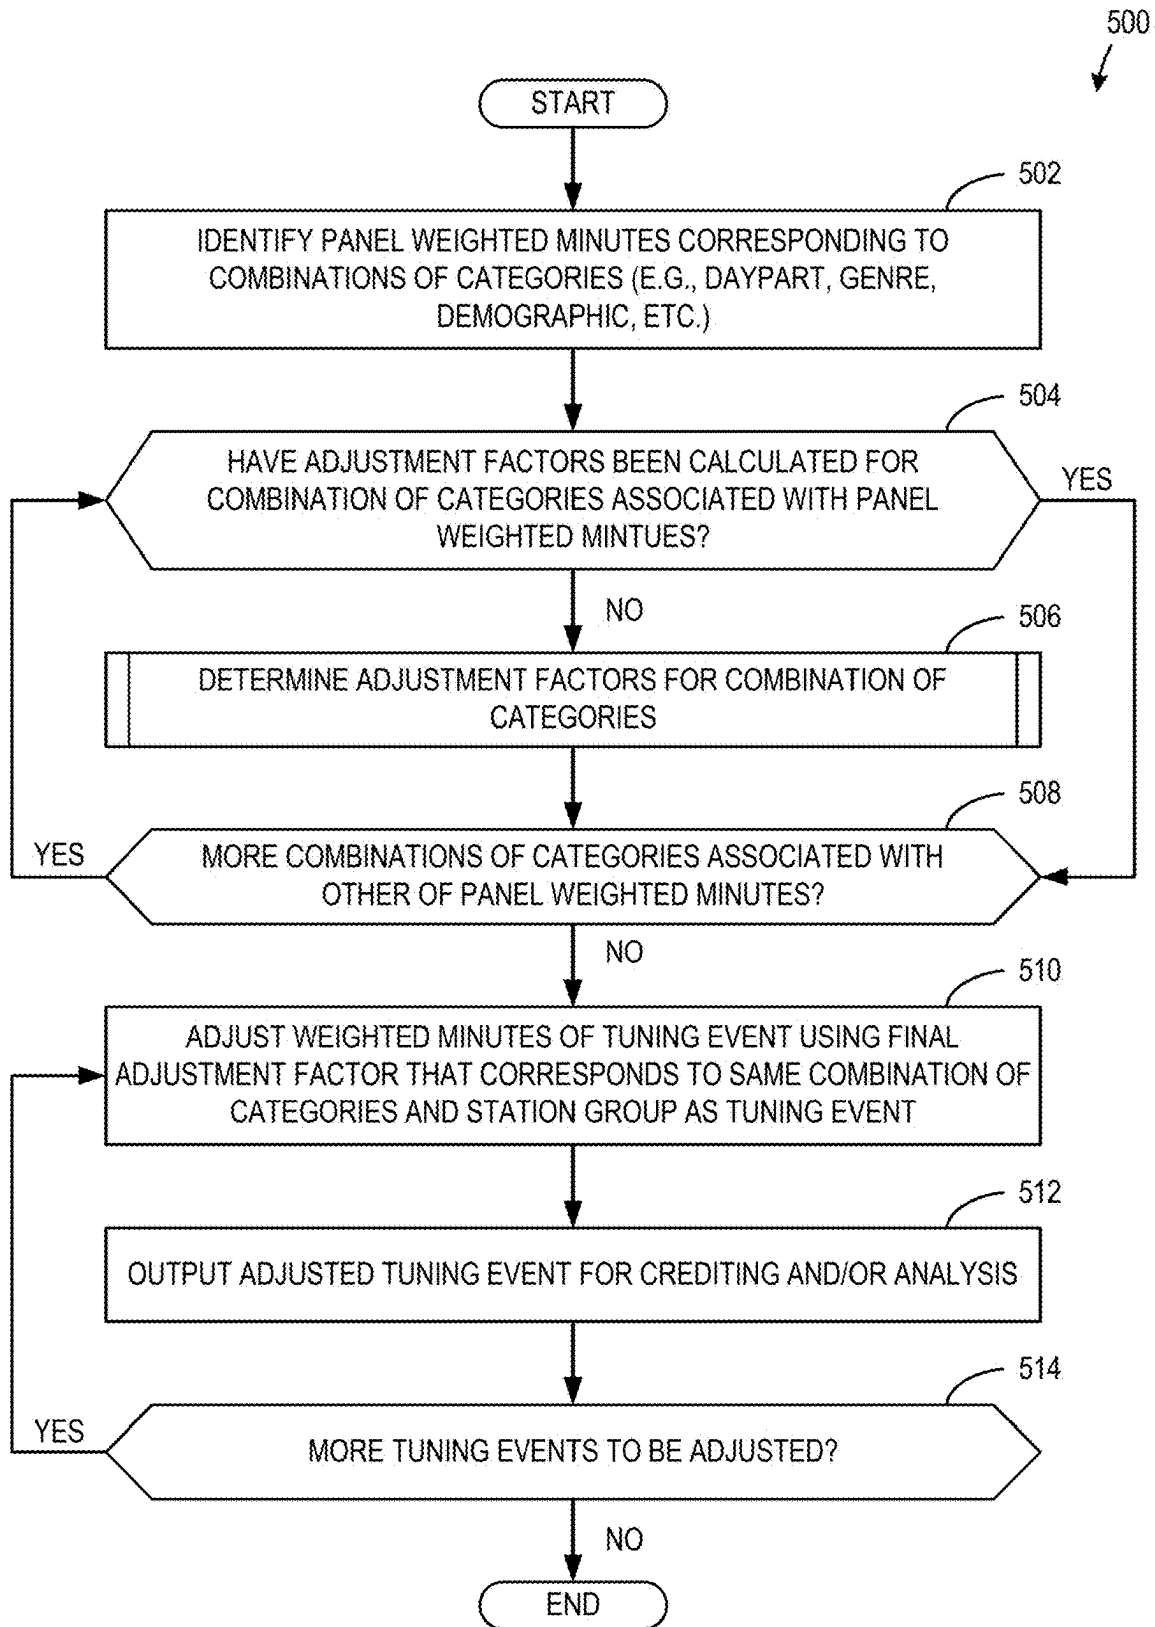 500
START
502
IDENTIFY PANEL WEIGHTED MINUTES CORRESPONDING TO
COMBINATIONS OF CATEGORIES (E.G., DAYPART, GENRE,
DEMOGRAPHIC, ETC.)
504
HAVE ADJUSTMENT FACTORS BEEN CALCULATED FOR
COMBINATION OF CATEGORIES ASSOCIATED WITH PANEL
WEIGHTED MINTUES?
YES
NO
506
DETERMINE ADJUSTMENT FACTORS FOR COMBINATION OF
CATEGORIES
508
YES
MORE COMBINATIONS OF CATEGORIES ASSOCIATED WITH
OTHER OF PANEL WEIGHTED MINUTES?
NO
510
ADJUST WEIGHTED MINUTES OF TUNING EVENT USING FINAL
ADJUSTMENT FACTOR THAT CORRESPONDS TO SAME COMBINATION OF
CATEGORIES AND STATION GROUP AS TUNING EVENT
512
OUTPUT ADJUSTED TUNING EVENT FOR CREDITING AND/OR ANALYSIS
514
YES
MORE TUNING EVENTS TO BE ADJUSTED?
NO
END